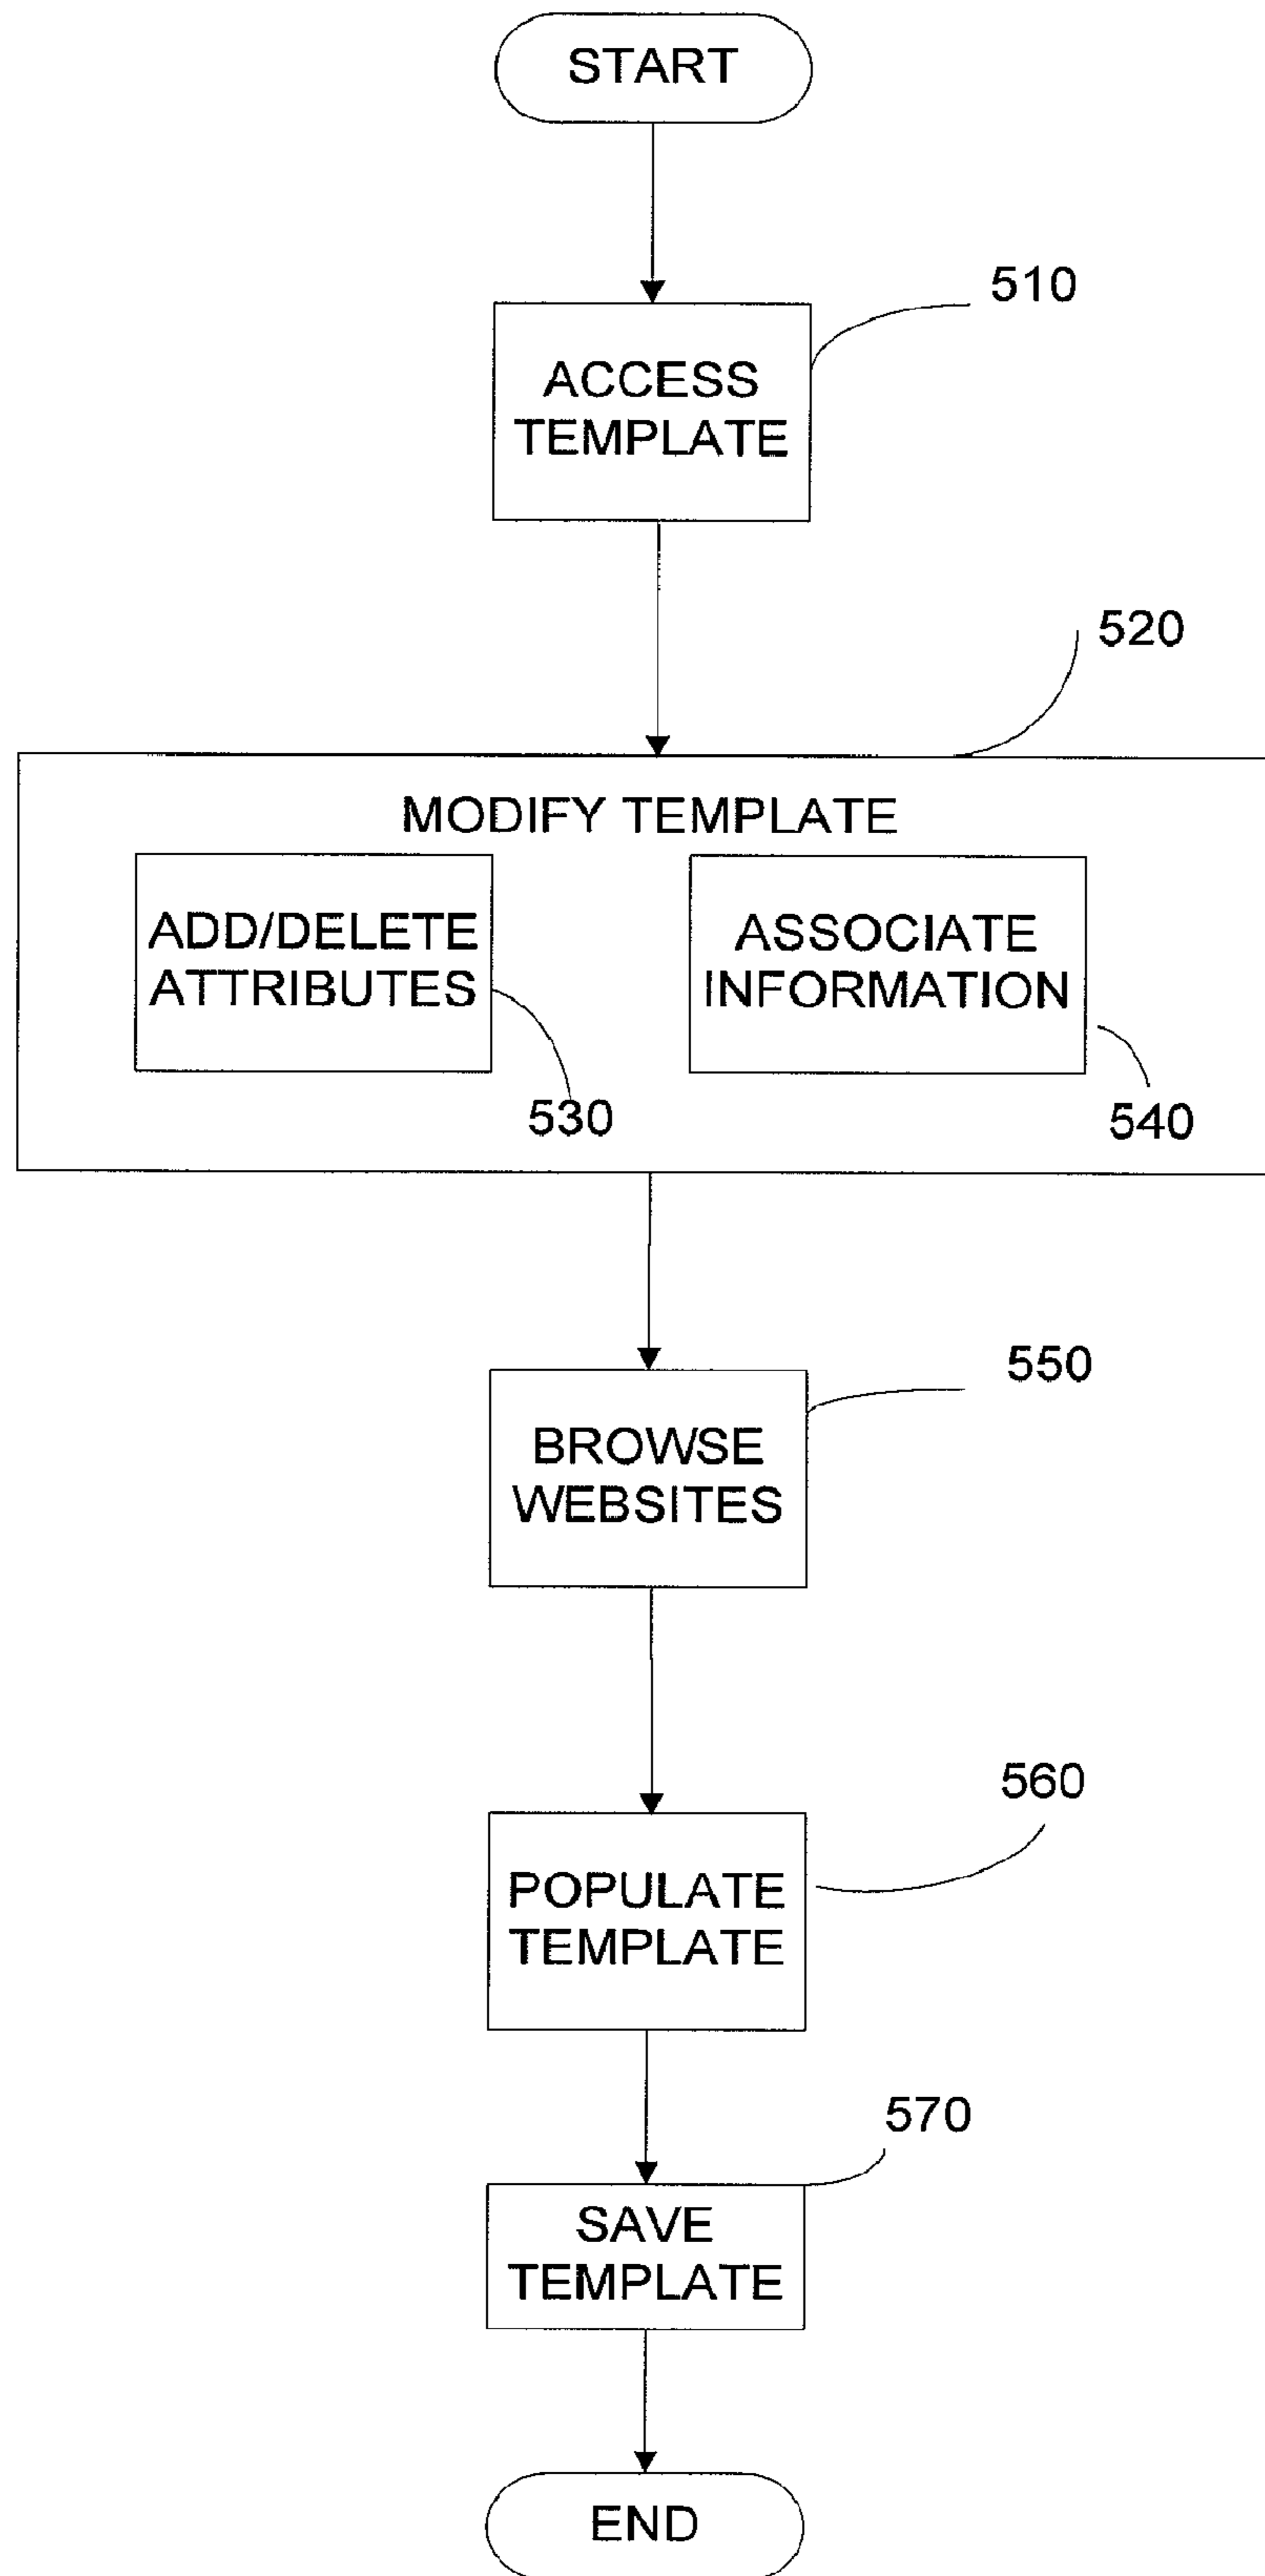 START
510
ACCESS
TEMPLATE
520
MODIFY TEMPLATE
ADD/DELETE
ATTRIBUTES
530
ASSOCIATE
INFORMATION
540
550
BROWSE
WEBSITES
560
POPULATE
TEMPLATE
570
SAVE
TEMPLATE
END